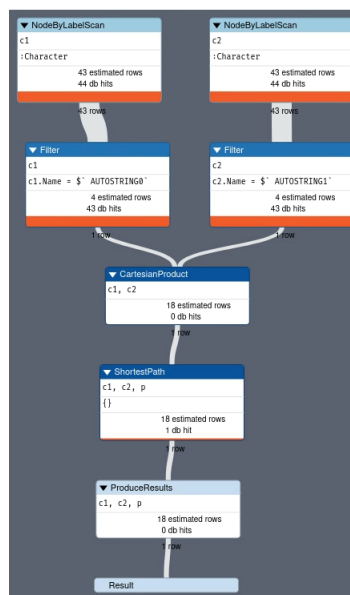 ▼ NodeByLabelScan
c1
:Character
43 estimated rows
44 db hits
43 rows
▼ Filter
c1
c1.Name = $` AUTOSTRING0`
4 estimated rows
43 db hits
1 row
▼ NodeByLabelScan
c2
:Character
43 estimated rows
44 db hits
43 rows
▼ Filter
c2
c2.Name = $` AUTOSTRING1`
4 estimated rows
43 db hits
1 row
▼ CartesianProduct
c1, c2
18 estimated rows
0 db hits
1 row
▼ ShortestPath
c1, c2, p
{}
18 estimated rows
1 db hit
1 row
▼ ProduceResults
c1, c2, p
18 estimated rows
0 db hits
1 row
Result